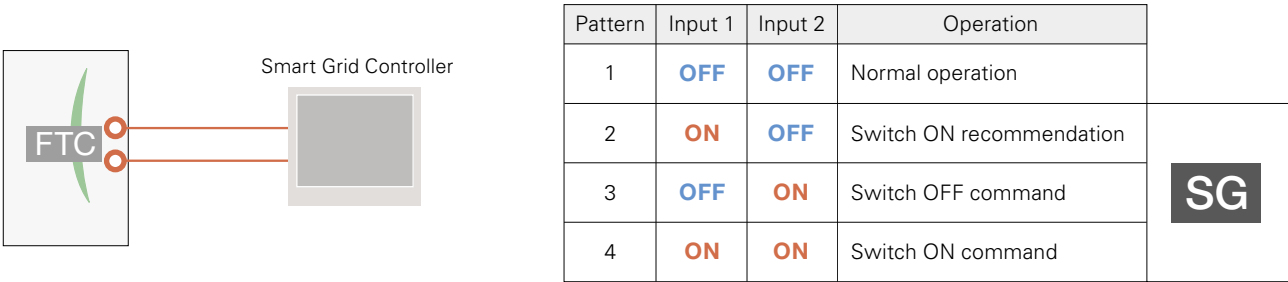 Smart Grid Controller
FTC
Pattern Input 1 Input 2 Operation
1 OFF OFF Normal operation
2 ON OFF Switch ON recommendation
3 OFF ON Switch OFF command
4 ON ON Switch ON command
SG